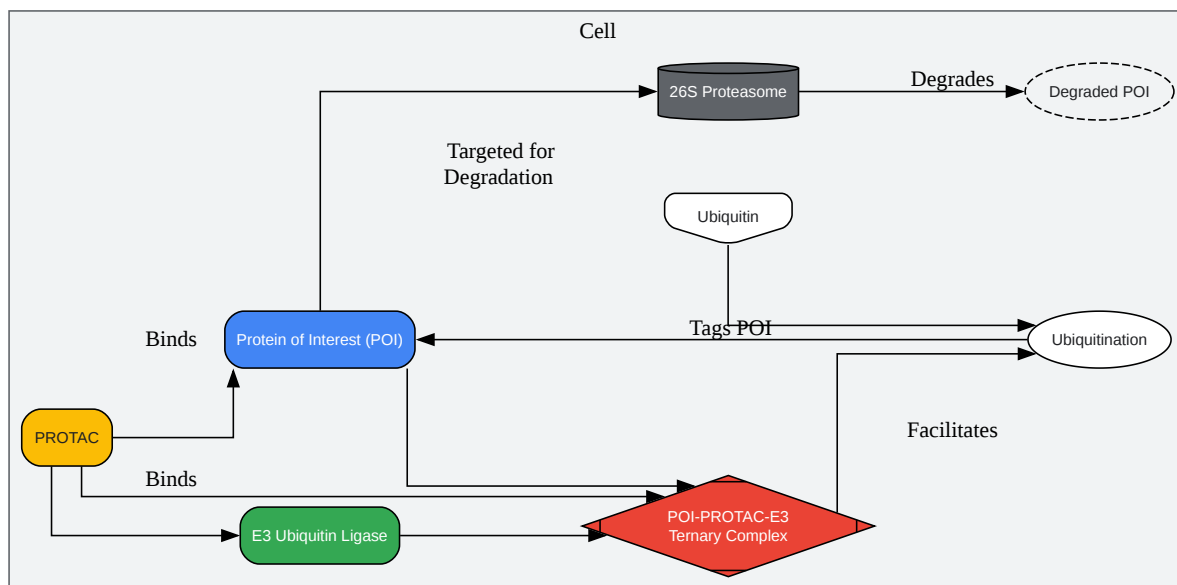 Cell
26S Proteasome
Degrades
Degraded POI
Targeted for
Degradation
Ubiquitin
Binds
Protein of Interest (POI)
Tags POI
Ubiquitination
PROTAC
Facilitates
Binds
E3 Ubiquitin Ligase
POI-PROTAC-E3
Ternary Complex